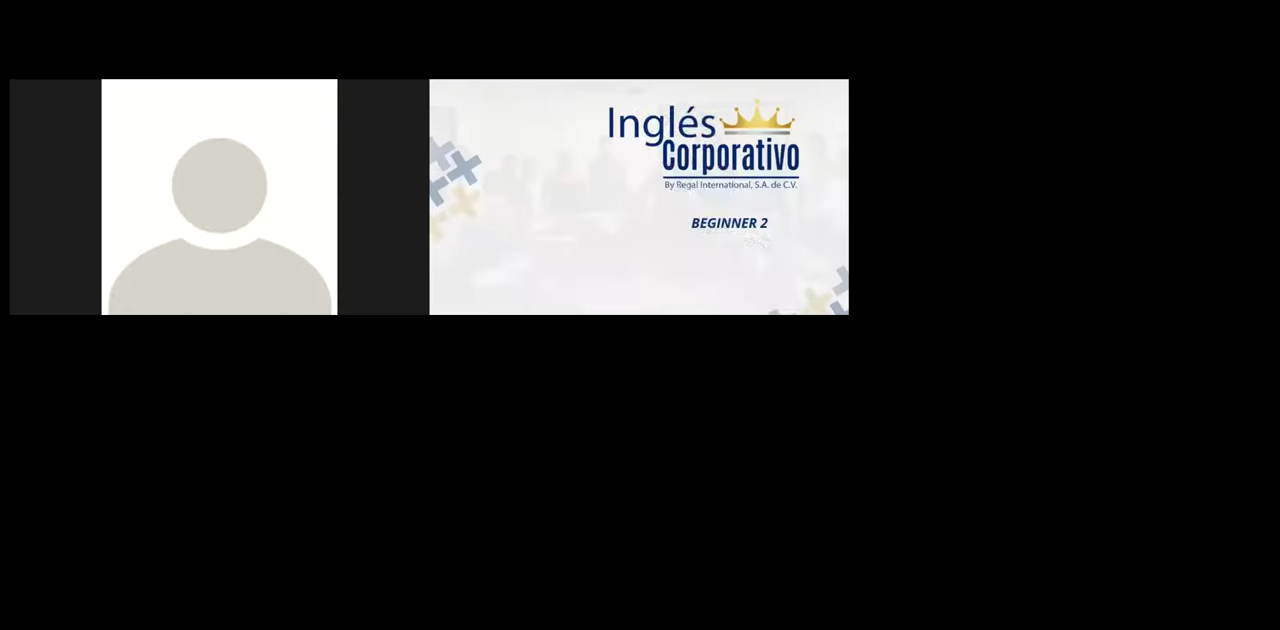 Inglés
Corporativo
By Regal International, S.A. de C.V.
BEGINNER 2